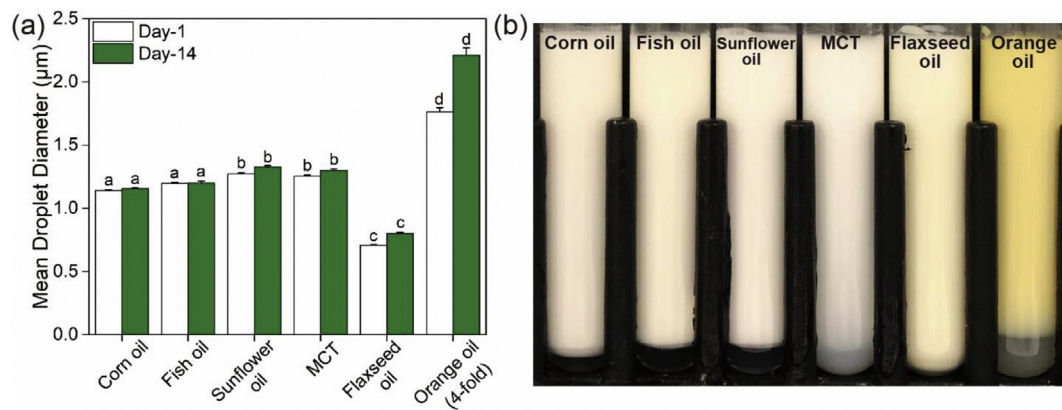 (a)
2.5
2.0
1.5
1.0
0.5
0.0
Mean Droplet Diameter (µm)
Day-1
Day-14
a a
a a
b b
b b
c c
d d
Corn oil
Fish oil
Sunflower
oil
MCT
Flaxseed
oil
Orange oil
(4-fold)
(b)
Corn oil
Fish oil
Sunflower
oil
MCT
Flaxseed
oil
Orange
oil